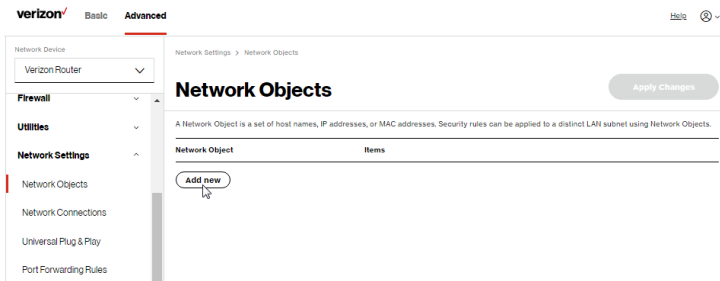 verizon✓ Basic Advanced Help
Network Device
Verizon Router
Firewall
Utilities
Network Settings
Network Objects
Network Connections
Universal Plug & Play
Port Forwarding Rules
Network Settings > Network Objects
Network Objects
Apply Changes
A Network Object is a set of host names, IP addresses, or MAC addresses. Security rules can be applied to a distinct LAN subnet using Network Objects.
Network Object Items
Add new